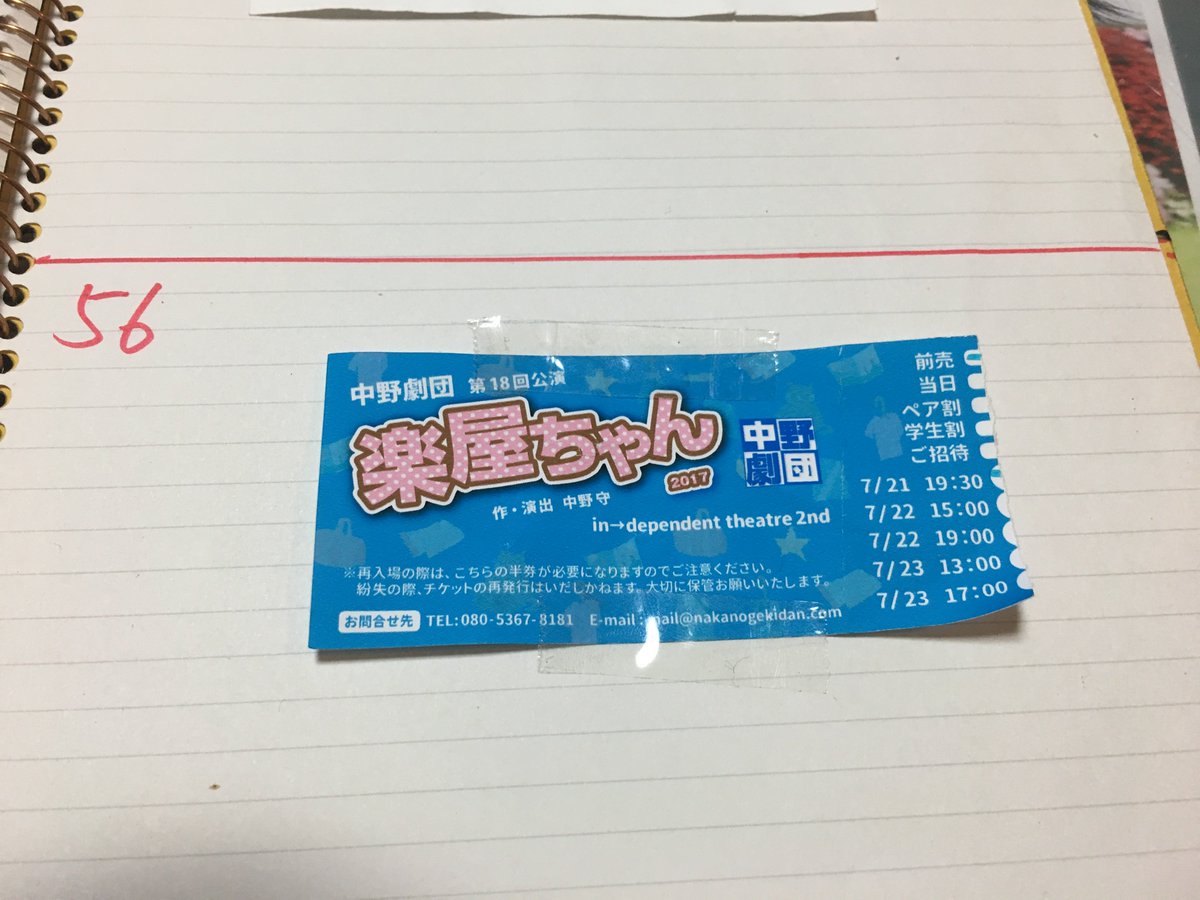 56
中野劇団 第18回公演
楽屋ちゃん
2017
作・演出 中野 守
中野
劇団
in→dependent theatre 2nd
※再入場の際は、こちらの半券が必要になりますのでご注意ください。
紛失の際、チケットの再発行はいたしかねます。大切に保管お願いいたします。
お問合せ先 TEL:080-5367-8181 E-mail:mail@nakanogekidan.com
前売
当日
ペア割
学生割
ご招待
7/21 19:30
7/22 15:00
7/22 19:00
7/23 13:00
7/23 17:00